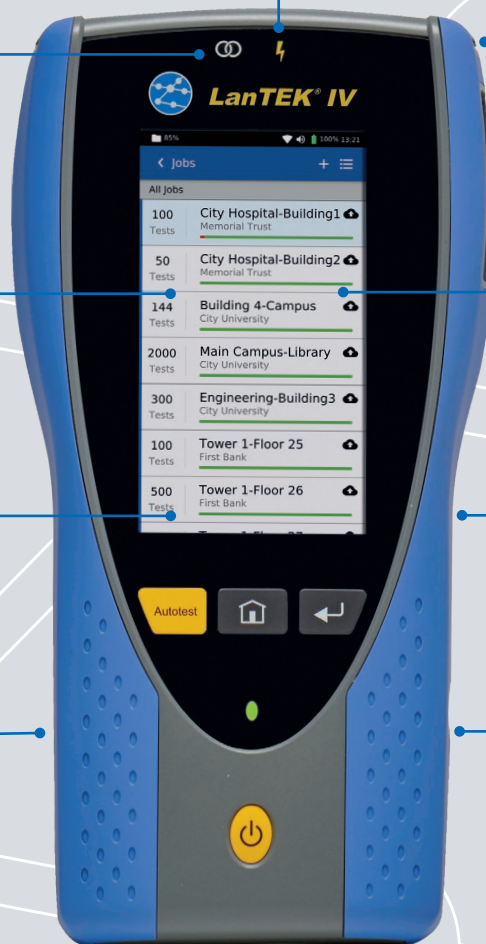 LanTEK® IV
85% 100% 13:21
Jobs
All Jobs
100 Tests City Hospital-Building1
Memorial Trust
50 Tests City Hospital-Building2
Memorial Trust
144 Tests Building 4-Campus
City University
2000 Tests Main Campus-Library
City University
300 Tests Engineering-Building3
City University
100 Tests Tower 1-Floor 25
First Bank
500 Tests Tower 1-Floor 26
First Bank
Autotest